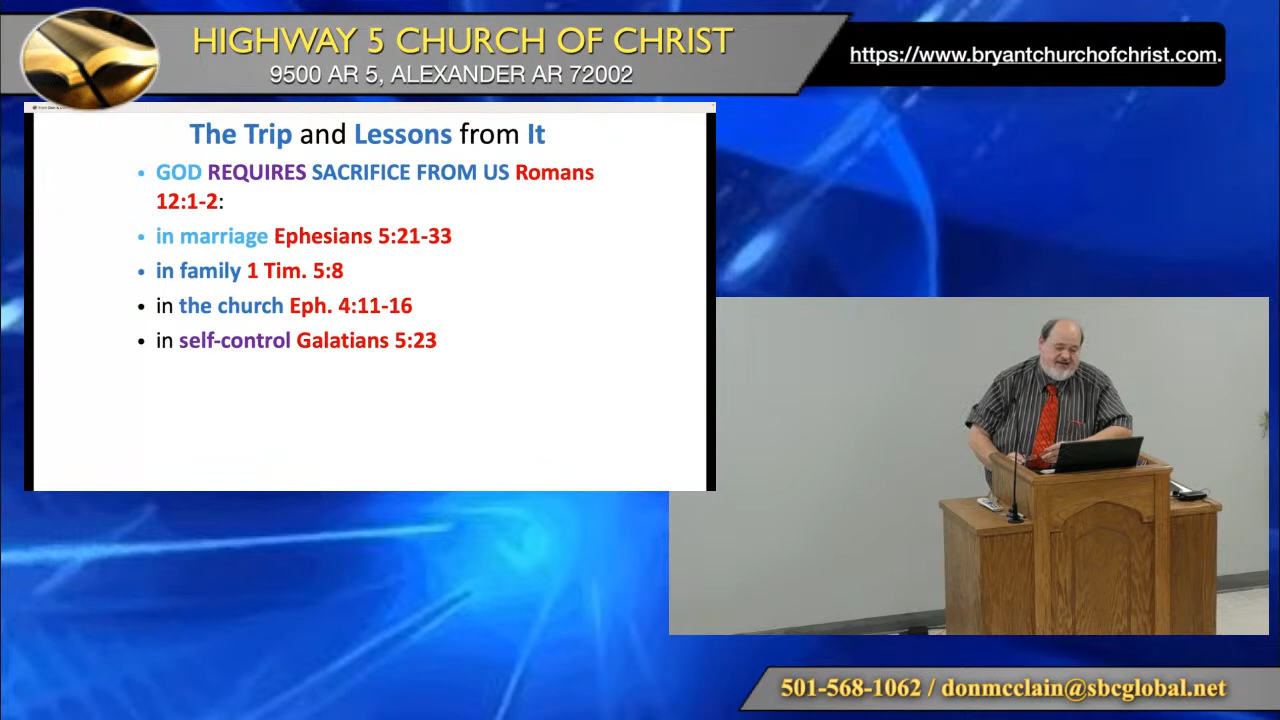 HIGHWAY 5 CHURCH OF CHRIST
9500 AR 5, ALEXANDER AR 72002
https://www.bryantchurchofchrist.com.
The Trip and Lessons from It
• GOD REQUIRES SACRIFICE FROM US Romans
12:1-2:
• in marriage Ephesians 5:21-33
• in family 1 Tim. 5:8
• in the church Eph. 4:11-16
• in self-control Galatians 5:23
501-568-1062 / donmcclain@sbcglobal.net